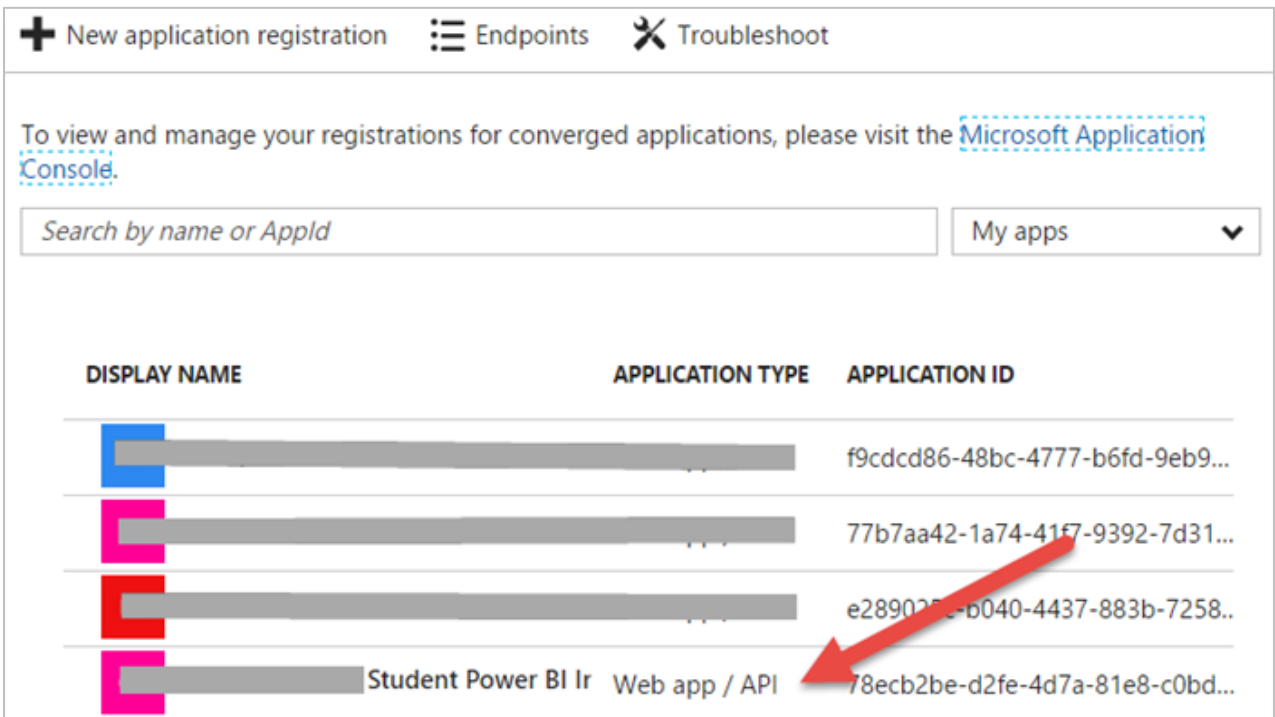 New application registration Endpoints Troubleshoot
To view and manage your registrations for converged applications, please visit the Microsoft Application
Console.
Search by name or AppId My apps
DISPLAY NAME APPLICATION TYPE APPLICATION ID
f9cdcd86-48bc-4777-b6fd-9eb9...
77b7aa42-1a74-41f7-9392-7d31...
b040-4437-883b-7258..
Student Power BI Ir Web app / API 78ecb2be-d2fe-4d7a-81e8-c0bd...